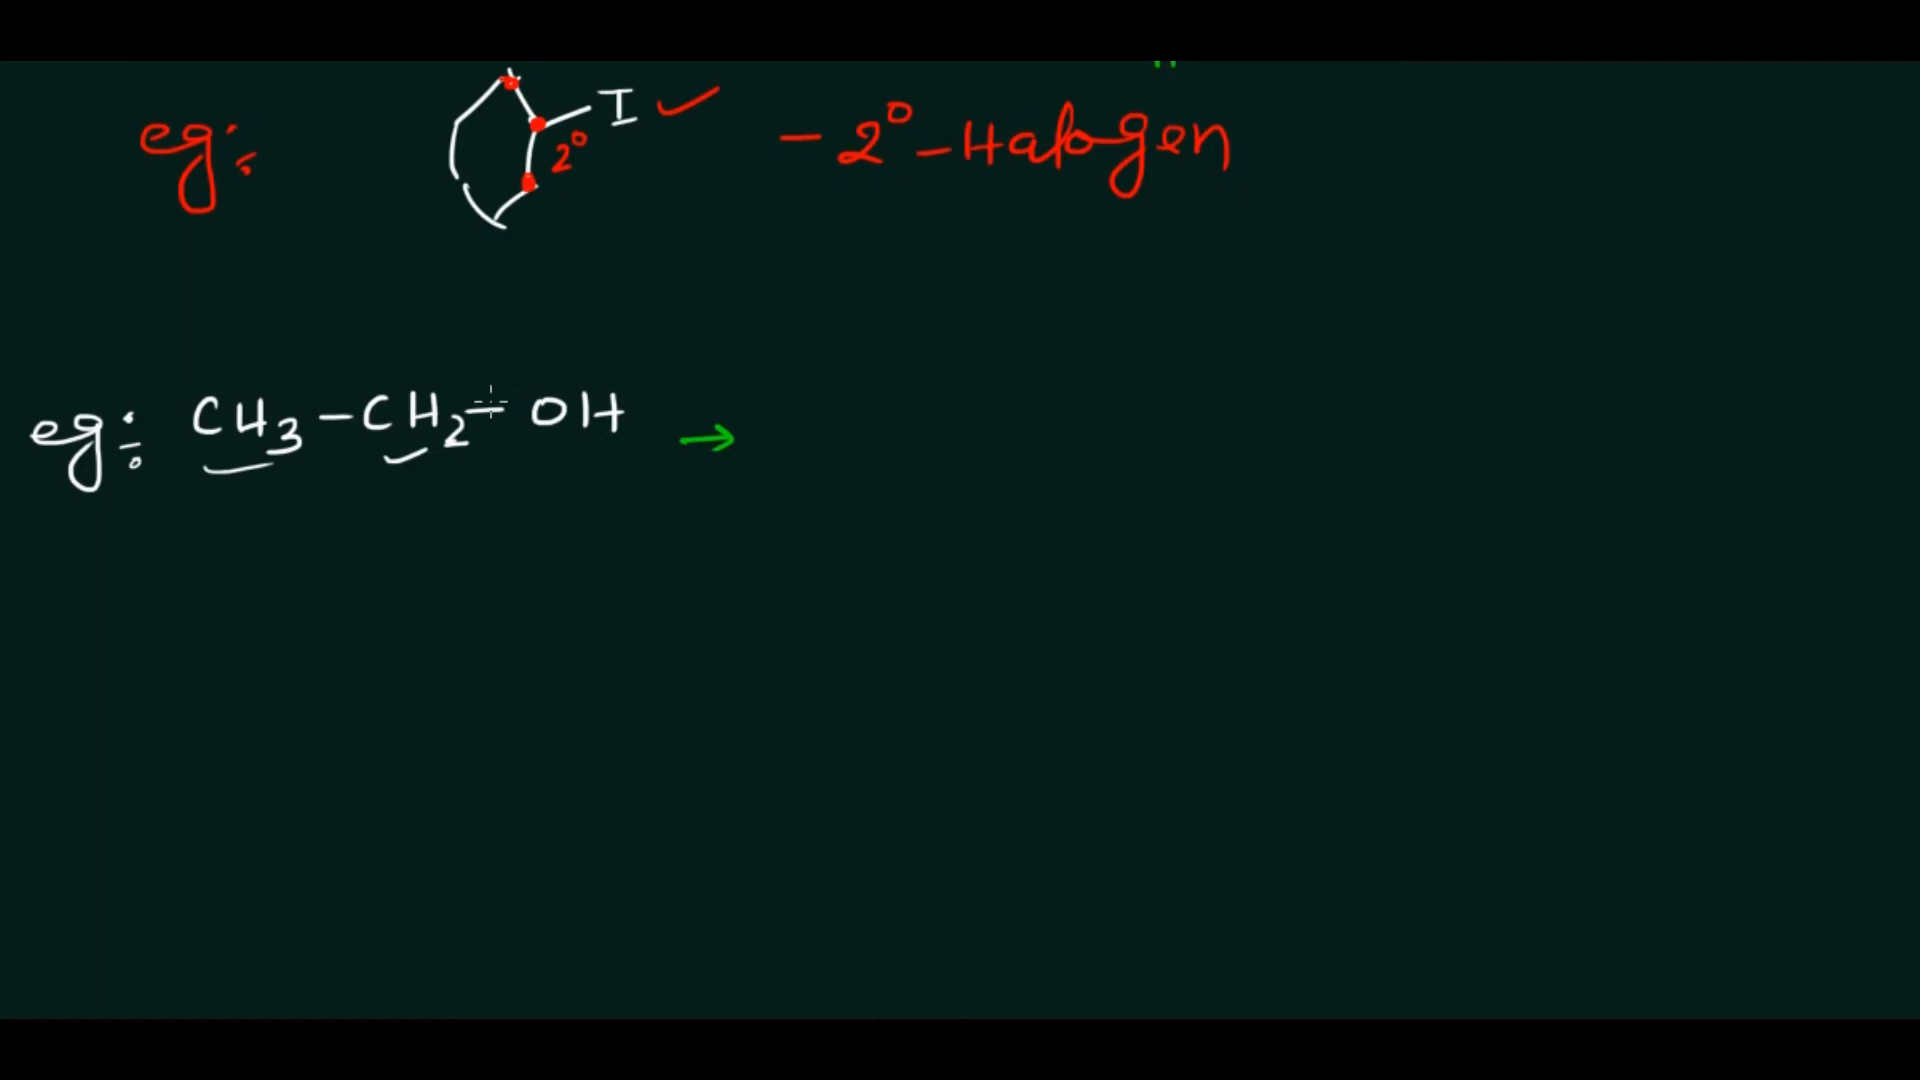 eg: I 2° - 2° - Halogen
eg: CH₃ - CH₂ - OH →